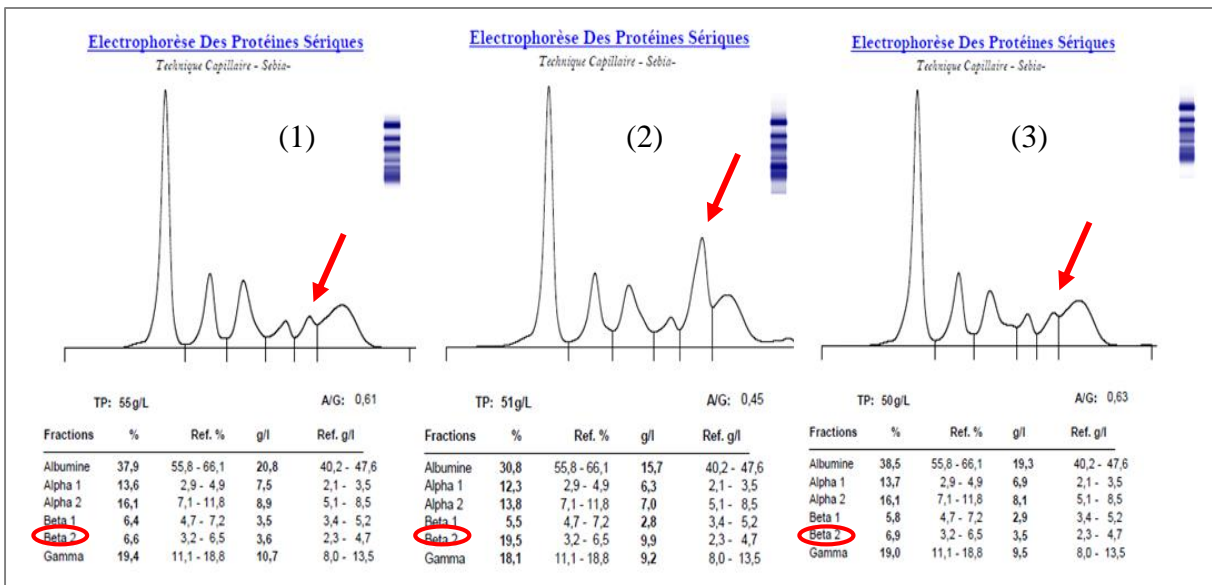 Electrophorèse Des Protéines Sériques
Technique Capillaire - Sebia-
(1)
TP: 55g/L A/G: 0,61
Fractions % Ref. % g/l Ref. g/l
Albumine 37,9 55,8 - 66,1 20,8 40,2 - 47,6
Alpha 1 13,6 2,9 - 4,9 7,5 2,1 - 3,5
Alpha 2 16,1 7,1 - 11,8 8,9 5,1 - 8,5
Beta 1 6,4 4,7 - 7,2 3,5 3,4 - 5,2
Beta 2 6,6 3,2 - 6,5 3,6 2,3 - 4,7
Gamma 19,4 11,1 - 18,8 10,7 8,0 - 13,5
Electrophorèse Des Protéines Sériques
Technique Capillaire - Sebia-
(2)
TP: 51g/L A/G: 0,45
Fractions % Ref. % g/l Ref. g/l
Albumine 30,8 55,8 - 66,1 15,7 40,2 - 47,6
Alpha 1 12,3 2,9 - 4,9 6,3 2,1 - 3,5
Alpha 2 13,8 7,1 - 11,8 7,0 5,1 - 8,5
Beta 1 5,5 4,7 - 7,2 2,8 3,4 - 5,2
Beta 2 19,5 3,2 - 6,5 9,9 2,3 - 4,7
Gamma 18,1 11,1 - 18,8 9,2 8,0 - 13,5
Electrophorèse Des Protéines Sériques
Technique Capillaire - Sebia-
(3)
TP: 50g/L A/G: 0,63
Fractions % Ref. % g/l Ref. g/l
Albumine 38,5 55,8 - 66,1 19,3 40,2 - 47,6
Alpha 1 13,7 2,9 - 4,9 6,9 2,1 - 3,5
Alpha 2 16,1 7,1 - 11,8 8,1 5,1 - 8,5
Beta 1 5,8 4,7 - 7,2 2,9 3,4 - 5,2
Beta 2 6,9 3,2 - 6,5 3,5 2,3 - 4,7
Gamma 19,0 11,1 - 18,8 9,5 8,0 - 13,5